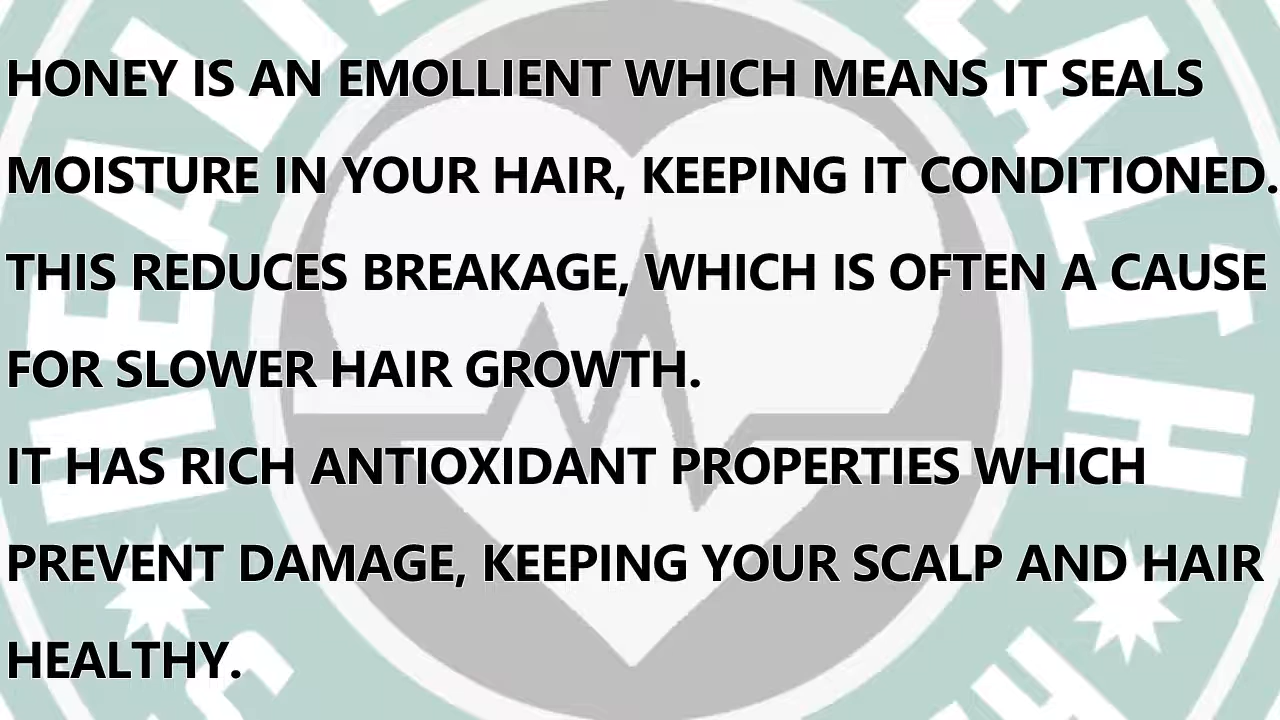 HONEY IS AN EMOLLIENT WHICH MEANS IT SEALS
MOISTURE IN YOUR HAIR, KEEPING IT CONDITIONED.
THIS REDUCES BREAKAGE, WHICH IS OFTEN A CAUSE
FOR SLOWER HAIR GROWTH.
IT HAS RICH ANTIOXIDANT PROPERTIES WHICH
PREVENT DAMAGE, KEEPING YOUR SCALP AND HAIR
HEALTHY.